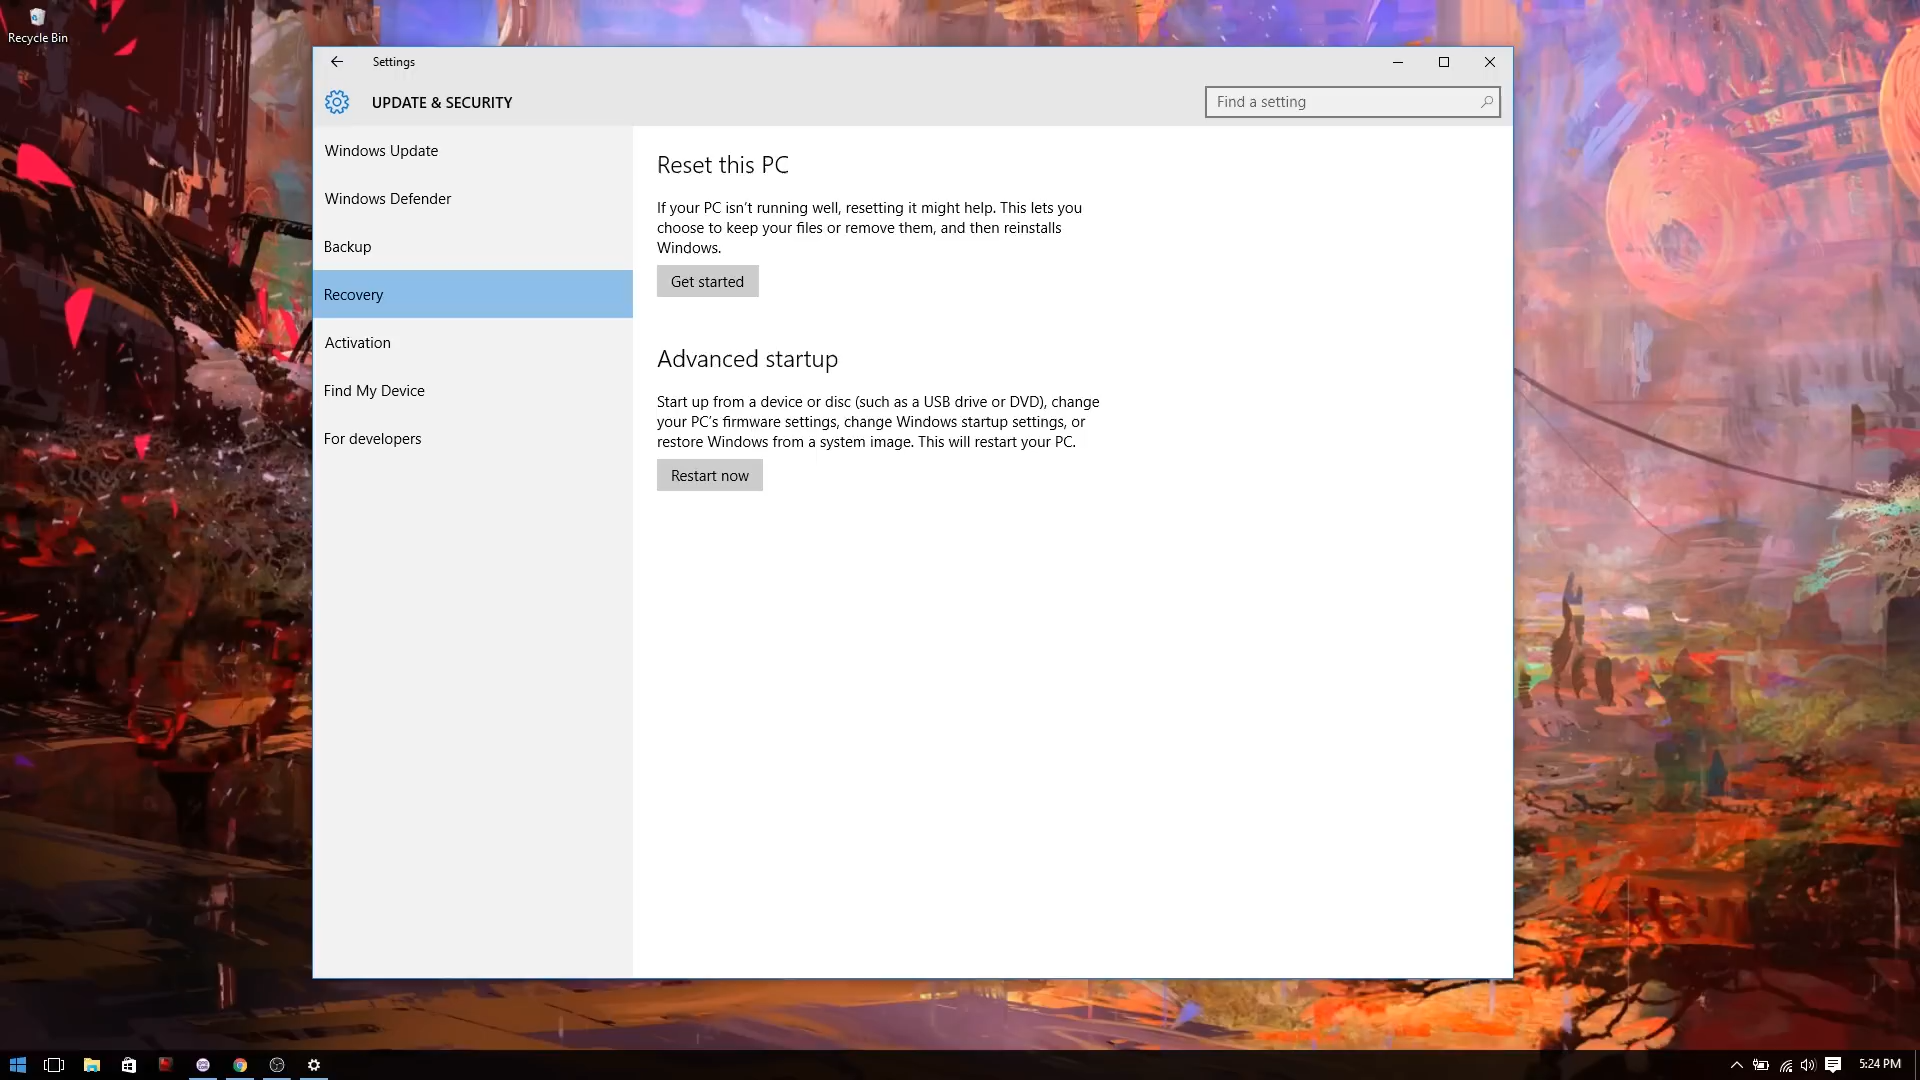 Recycle Bin
Settings
UPDATE & SECURITY
Find a setting
Windows Update
Windows Defender
Backup
Recovery
Activation
Find My Device
For developers
Reset this PC
If your PC isn't running well, resetting it might help. This lets you
choose to keep your files or remove them, and then reinstalls
Windows.
Get started
Advanced startup
Start up from a device or disc (such as a USB drive or DVD), change
your PC's firmware settings, change Windows startup settings, or
restore Windows from a system image. This will restart your PC.
Restart now
5:24 PM